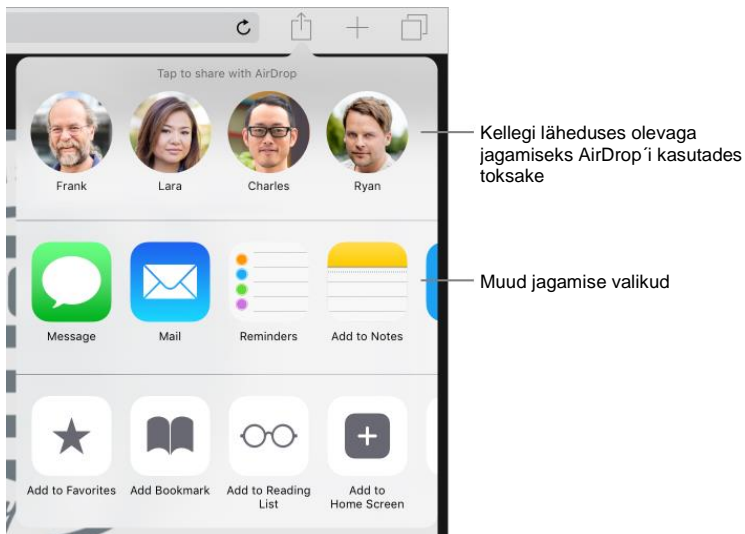 Tap to share with AirDrop
Frank Lara Charles Ryan
Kellegi läheduses olevaga
jagamiseks AirDrop´i kasutades
toksake
Message Mail Reminders Add to Notes
Muud jagamise valikud
Add to Favorites Add Bookmark Add to Reading
List Add to
Home Screen